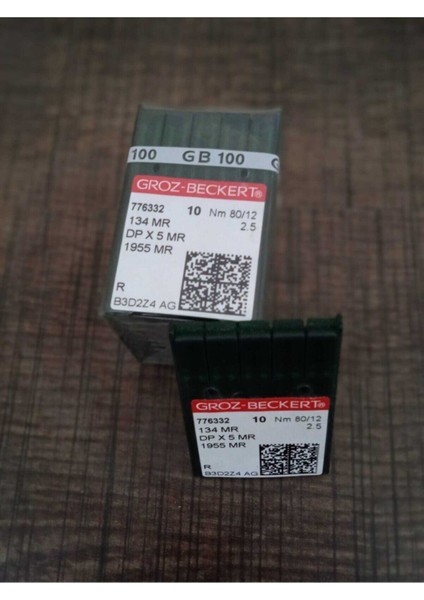 100 GB 100 G
GROZ-BECKERT®
776332 10 Nm 80/12
134 MR 2.5
DP X 5 MR
1955 MR
R
B3D2Z4 AG
GROZ-BECKERT®
776332 10 Nm 80/12
134 MR 2.5
DP X 5 MR
1955 MR
R
B3D2Z4 AG